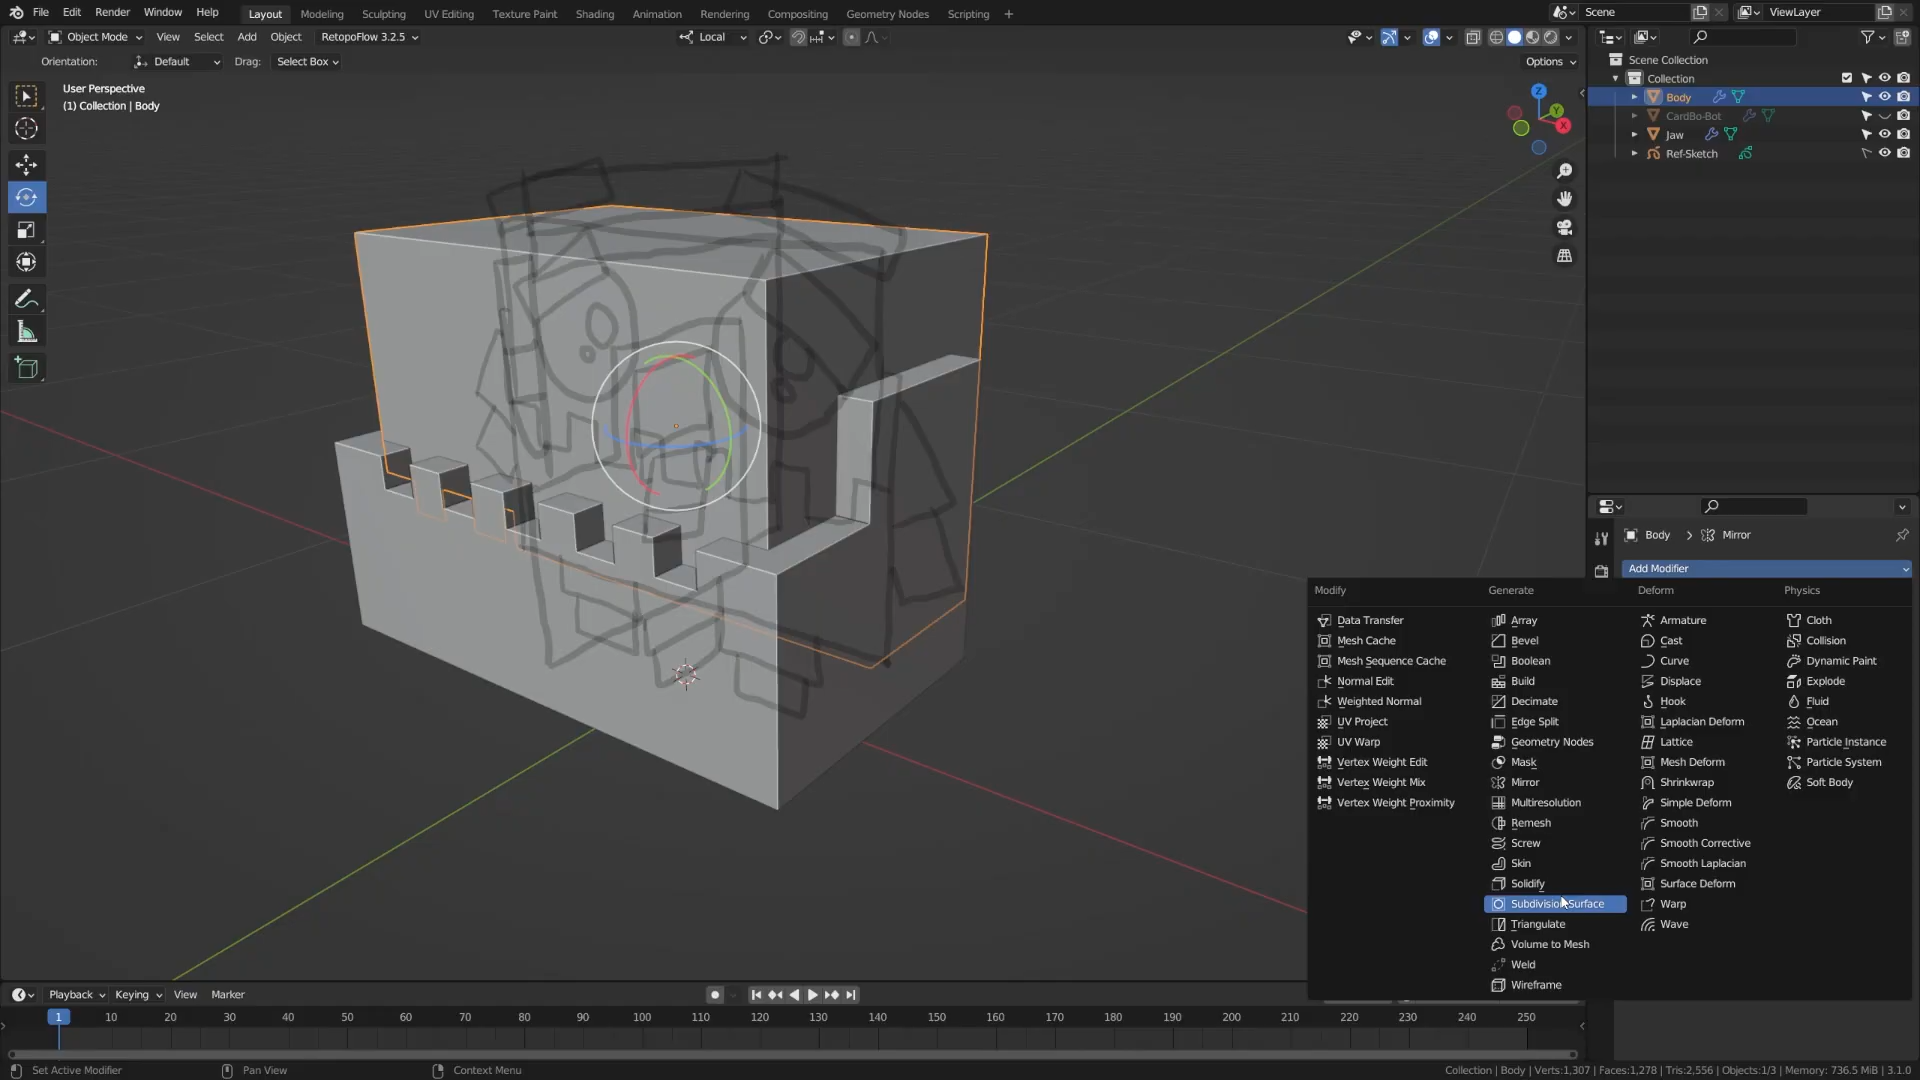 File Edit Render Window Help Layout Modeling Sculpting UV Editing Texture Paint Shading Animation Rendering Compositing Geometry Nodes Scripting + Scene ViewLayer
Object Mode View Select Add Object RetopoFlow 3.2.5 Local
Orientation: Default Drag: Select Box Options
User Perspective
(1) Collection | Body
Z
Y
X
Scene Collection
Collection
Body
CardBo-Bot
Jaw
Ref-Sketch
Body > Mirror
Add Modifier
Modify Generate Deform Physics
Data Transfer Array Armature Cloth
Mesh Cache Bevel Cast Collision
Mesh Sequence Cache Boolean Curve Dynamic Paint
Normal Edit Build Displace Explode
Weighted Normal Decimate Hook Fluid
UV Project Edge Split Laplacian Deform Ocean
UV Warp Geometry Nodes Lattice Particle Instance
Vertex Weight Edit Mask Mesh Deform Particle System
Vertex Weight Mix Mirror Shrinkwrap Soft Body
Vertex Weight Proximity Multiresolution Simple Deform
Remesh Smooth
Screw Smooth Corrective
Skin Smooth Laplacian
Solidify Surface Deform
Subdivision Surface Warp
Triangulate Wave
Volume to Mesh
Weld
Wireframe
Playback Keying View Marker
1 10 20 30 40 50 60 70 80 90 100 110 120 130 140 150 160 170 180 190 200 210 220 230 240 250
Set Active Modifier Pan View Context Menu Collection | Body | Verts:1,307 | Faces:1,278 | Tris:2,556 | Objects:1/3 | Memory: 736.5 MiB | 3.1.0